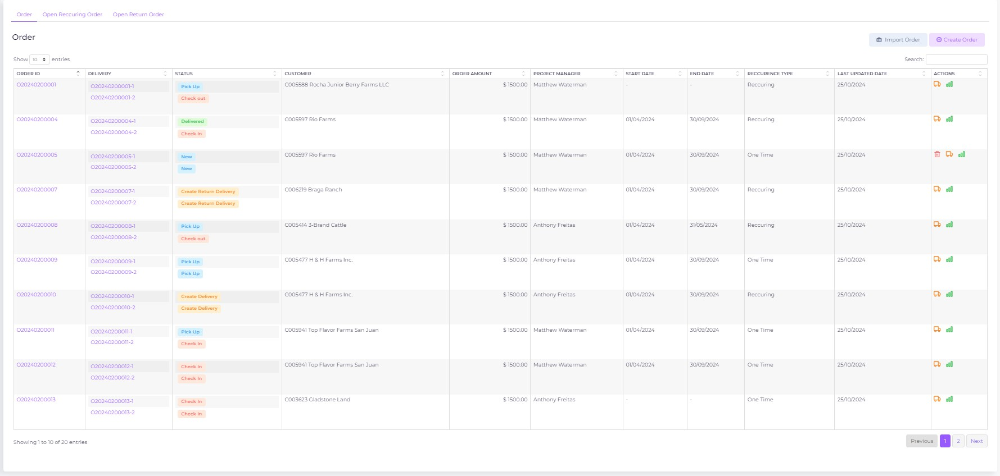 Order Open Reccuring Order Open Return Order
Order
Import Order Create Order
Show 10 entries Search:
ORDER ID DELIVERY STATUS CUSTOMER ORDER AMOUNT PROJECT MANAGER START DATE END DATE RECCURENCE TYPE LAST UPDATED DATE ACTIONS
O20240200001 O20240200001-1 Pick Up C005588 Rocha Junior Berry Farms LLC $ 1500.00 Matthew Waterman - - Reccuring 25/10/2024
O20240200001-2 Check out
O20240200004 O20240200004-1 Delivered C005597 Rio Farms $ 1500.00 Matthew Waterman 01/04/2024 30/09/2024 Reccuring 25/10/2024
O20240200004-2 Check In
O20240200005 O20240200005-1 New C005597 Rio Farms $ 1500.00 Matthew Waterman 01/04/2024 30/09/2024 One Time 25/10/2024
O20240200005-2 New
O20240200007 O20240200007-1 Create Return Delivery C006219 Braga Ranch $ 1500.00 Matthew Waterman 01/04/2024 30/09/2024 Reccuring 25/10/2024
O20240200007-2 Create Return Delivery
O20240200008 O20240200008-1 Pick Up C005414 3-Brand Cattle $ 1500.00 Anthony Freitas 01/04/2024 31/05/2024 Reccuring 25/10/2024
O20240200008-2 Check out
O20240200009 O20240200009-1 Pick Up C005477 H & H Farms Inc. $ 1500.00 Anthony Freitas 01/04/2024 30/09/2024 One Time 25/10/2024
O20240200009-2 Pick Up
O20240200010 O20240200010-1 Create Delivery C005477 H & H Farms Inc. $ 1500.00 Anthony Freitas 01/04/2024 30/09/2024 Reccuring 25/10/2024
O20240200010-2 Create Delivery
O20240200011 O20240200011-1 Pick Up C005941 Top Flavor Farms San Juan $ 1500.00 Matthew Waterman 01/04/2024 30/09/2024 One Time 25/10/2024
O20240200011-2 Check In
O20240200012 O20240200012-1 Check In C005941 Top Flavor Farms San Juan $ 1500.00 Matthew Waterman 01/04/2024 30/09/2024 One Time 25/10/2024
O20240200012-2 Check In
O20240200013 O20240200013-1 Check In C003623 Gladstone Land $ 1500.00 Anthony Freitas - - One Time 25/10/2024
O20240200013-2 Check In
Showing 1 to 10 of 20 entries Previous 1 2 Next